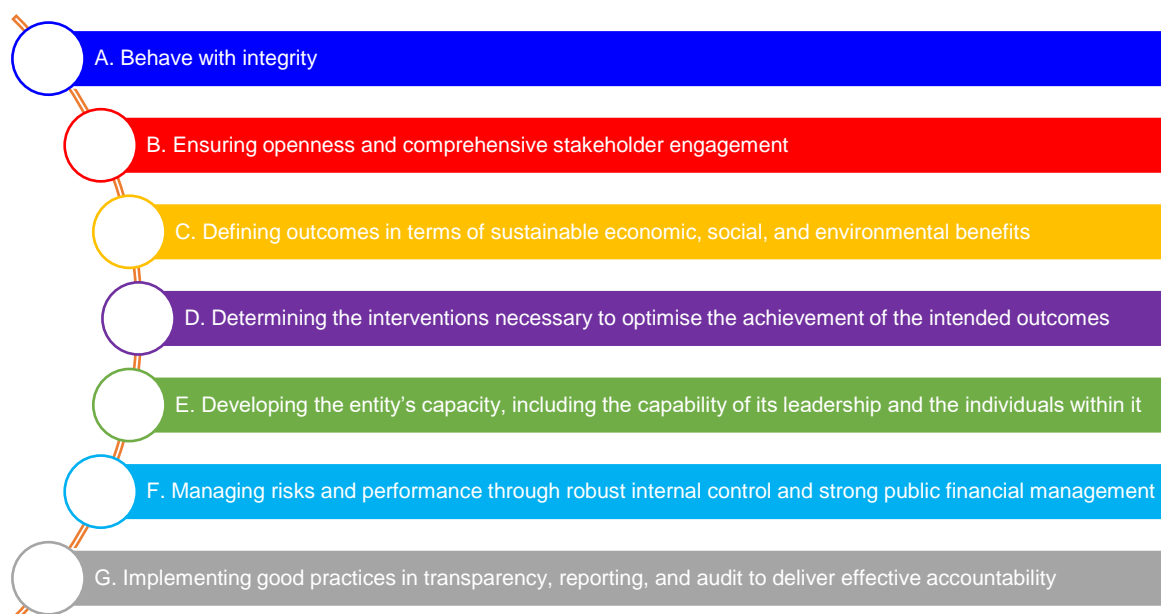 A. Behave with integrity
B. Ensuring openness and comprehensive stakeholder engagement
C. Defining outcomes in terms of sustainable economic, social, and environmental benefits
D. Determining the interventions necessary to optimise the achievement of the intended outcomes
E. Developing the entity’s capacity, including the capability of its leadership and the individuals within it
F. Managing risks and performance through robust internal control and strong public financial management
G. Implementing good practices in transparency, reporting, and audit to deliver effective accountability